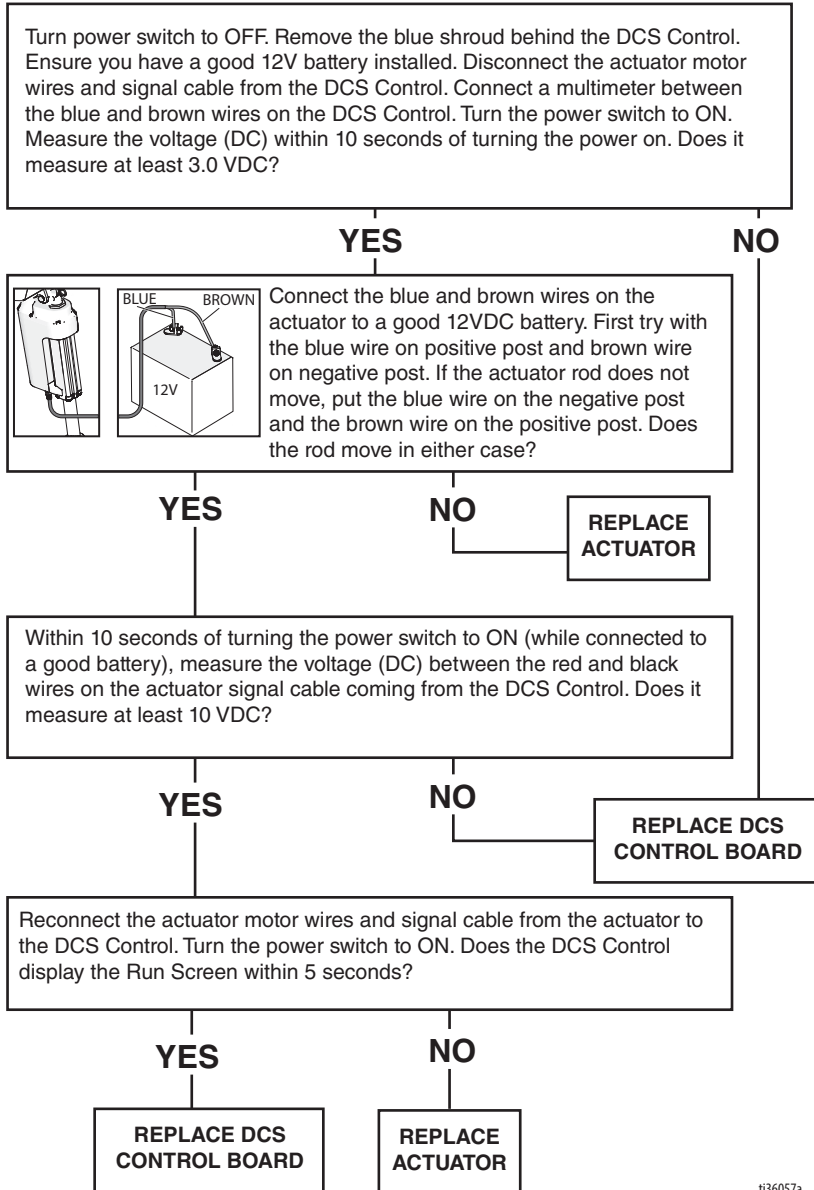 Turn power switch to OFF. Remove the blue shroud behind the DCS Control.
Ensure you have a good 12V battery installed. Disconnect the actuator motor
wires and signal cable from the DCS Control. Connect a multimeter between
the blue and brown wires on the DCS Control. Turn the power switch to ON.
Measure the voltage (DC) within 10 seconds of turning the power on. Does it
measure at least 3.0 VDC?
YES
NO
BLUE
BROWN
12V
Connect the blue and brown wires on the
actuator to a good 12VDC battery. First try with
the blue wire on positive post and brown wire
on negative post. If the actuator rod does not
move, put the blue wire on the negative post
and the brown wire on the positive post. Does
the rod move in either case?
YES
NO
REPLACE
ACTUATOR
Within 10 seconds of turning the power switch to ON (while connected to
a good battery), measure the voltage (DC) between the red and black
wires on the actuator signal cable coming from the DCS Control. Does it
measure at least 10 VDC?
YES
NO
REPLACE DCS
CONTROL BOARD
Reconnect the actuator motor wires and signal cable from the actuator to
the DCS Control. Turn the power switch to ON. Does the DCS Control
display the Run Screen within 5 seconds?
YES
NO
REPLACE DCS
CONTROL BOARD
REPLACE
ACTUATOR
ti36057a